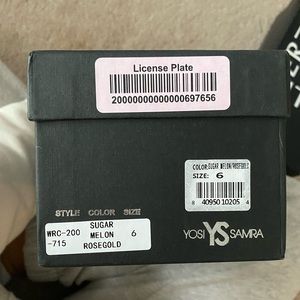 License Plate
20000000000000697656
COLOR:SUGAR MELON/ROSEGOLD
SIZE: 6
8 40950 10205 4
STYLE COLOR SIZE
WRC-200 SUGAR
-715 MELON 6
ROSEGOLD
YOSI YS SAMRA